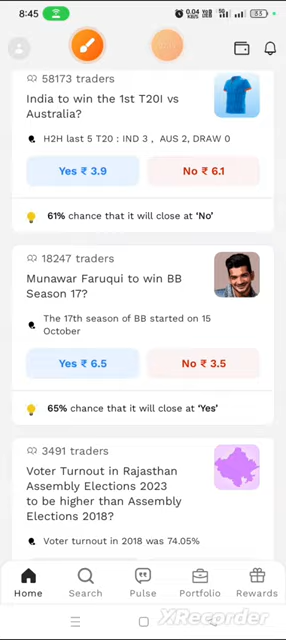 8:45
0.04
83
58173 traders
India to win the 1st T20I vs
Australia?
H2H last 5 T20 : IND 3 , AUS 2, DRAW 0
Yes ₹ 3.9
No ₹ 6.1
61% chance that it will close at ‘No’
18247 traders
Munawar Faruqui to win BB
Season 17?
The 17th season of BB started on 15
October
Yes ₹ 6.5
No ₹ 3.5
65% chance that it will close at ‘Yes’
3491 traders
Voter Turnout in Rajasthan
Assembly Elections 2023
to be higher than Assembly
Elections 2018?
Voter turnout in 2018 was 74.05%
Home
Search
Pulse
Portfolio
Rewards
XRecorder